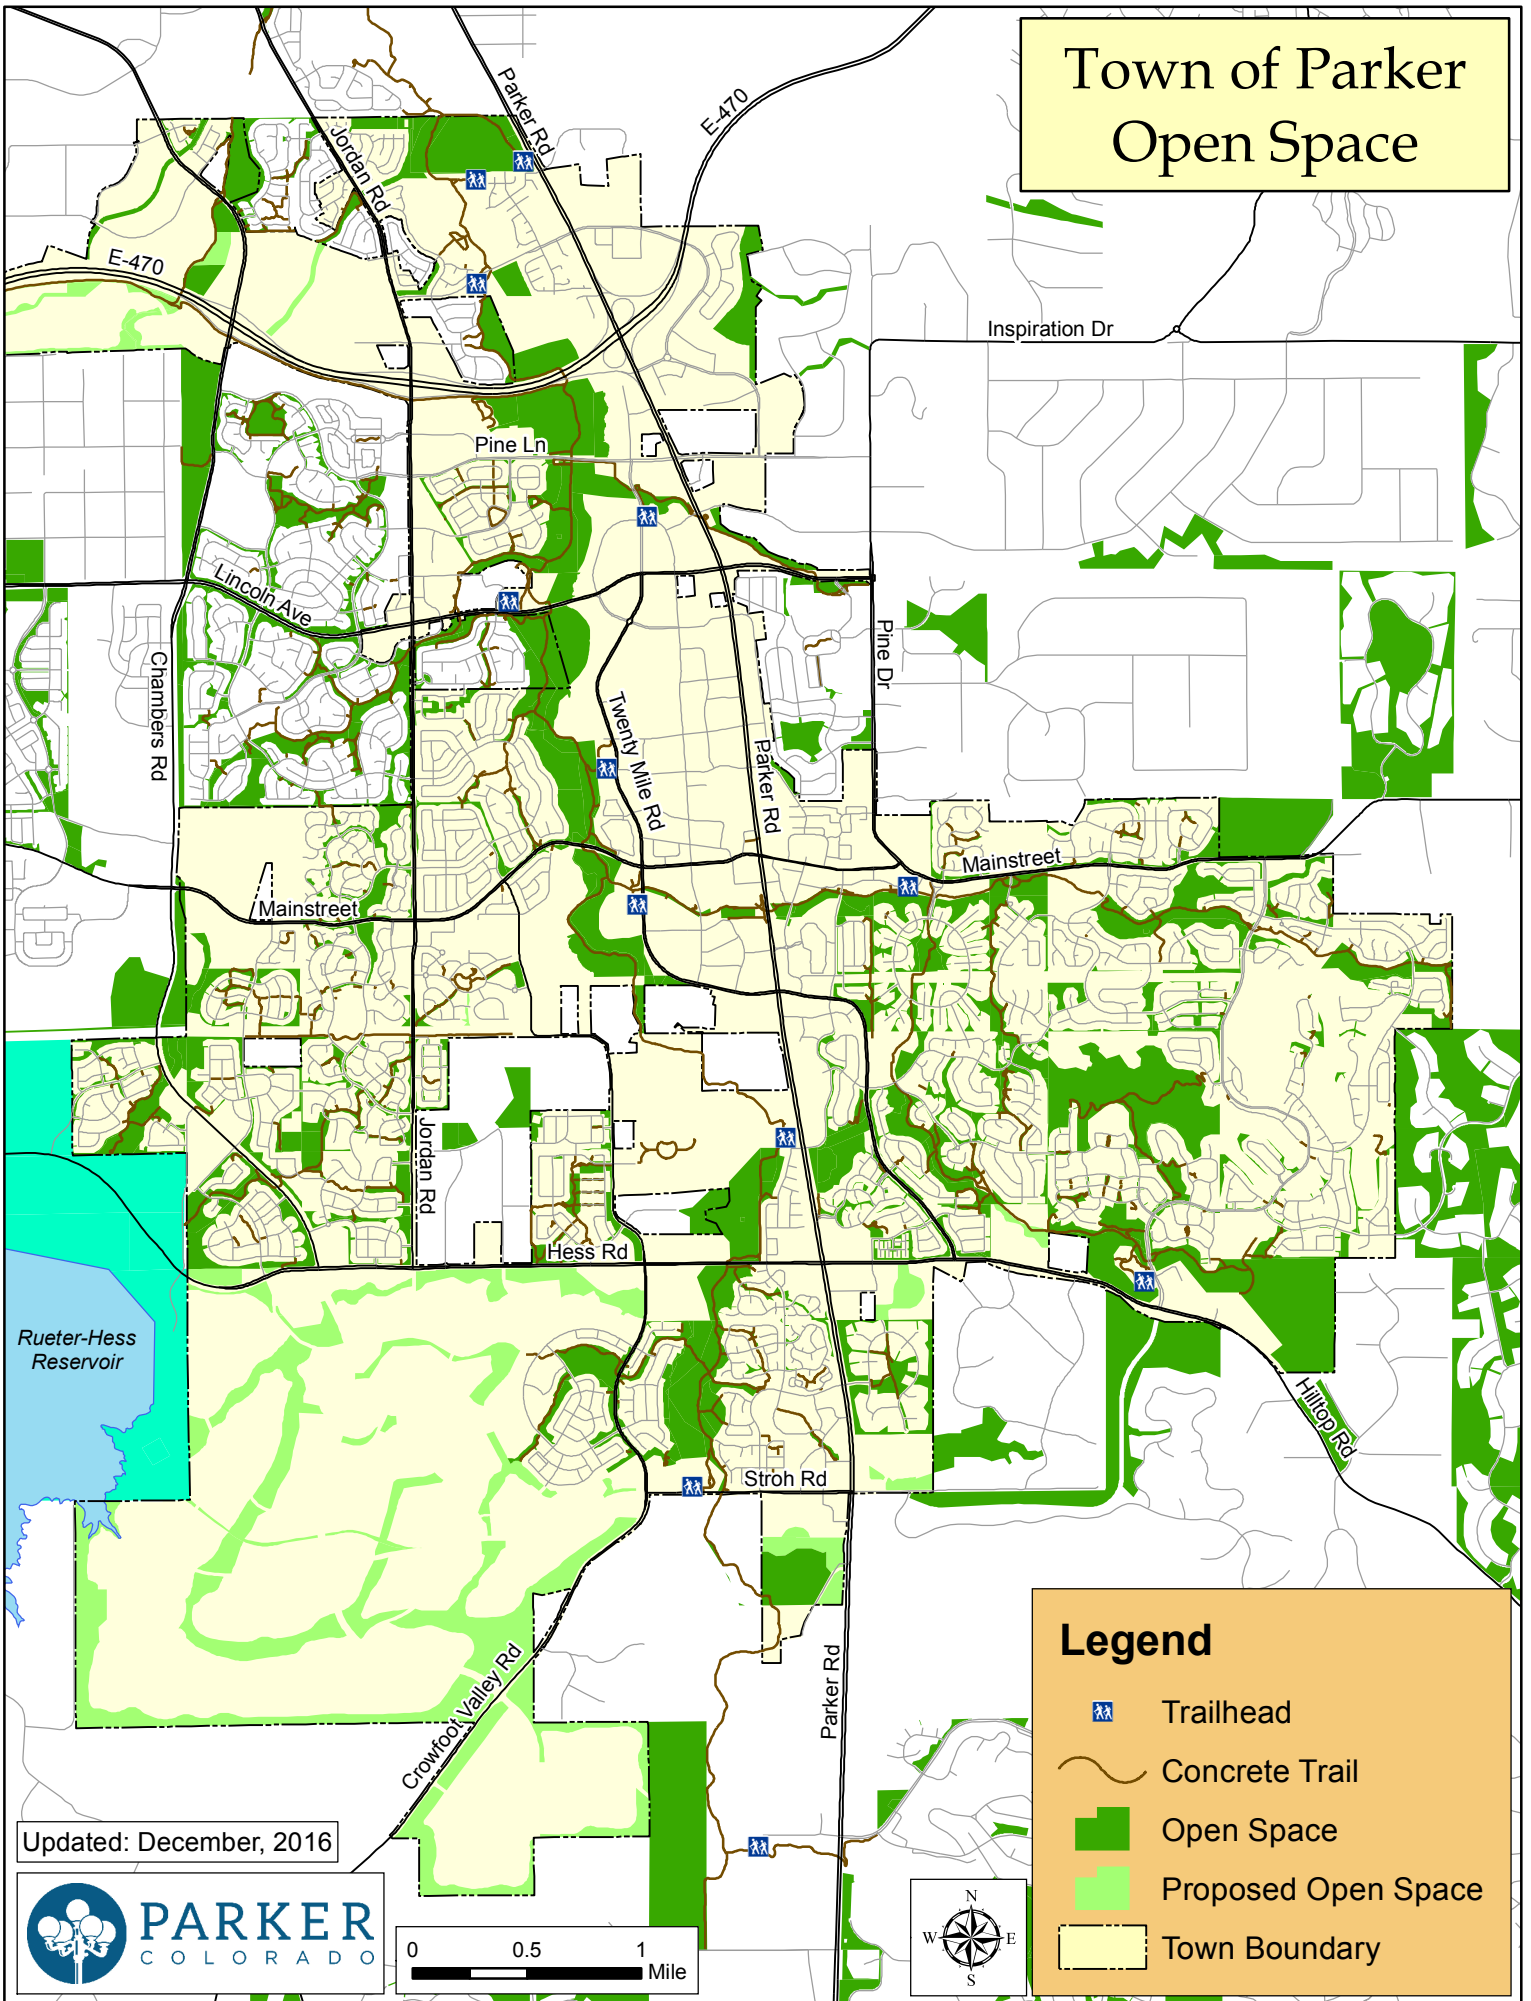 Town of Parker
Open Space
Parker Rd
E-470
Jordan Rd
E-470
Inspiration Dr
Pine Ln
Lincoln Ave
Chambers Rd
Pine Dr
Twenty Mile Rd
Parker Rd
Mainstreet
Mainstreet
Jordan Rd
Hess Rd
Rueter-Hess
Reservoir
Hilltop Rd
Stroh Rd
Crowfoot Valley Rd
Parker Rd
Legend
Trailhead
Concrete Trail
Open Space
Proposed Open Space
Town Boundary
Updated: December, 2016
PARKER
COLORADO
0 0.5 1
Mile
N
W E
S